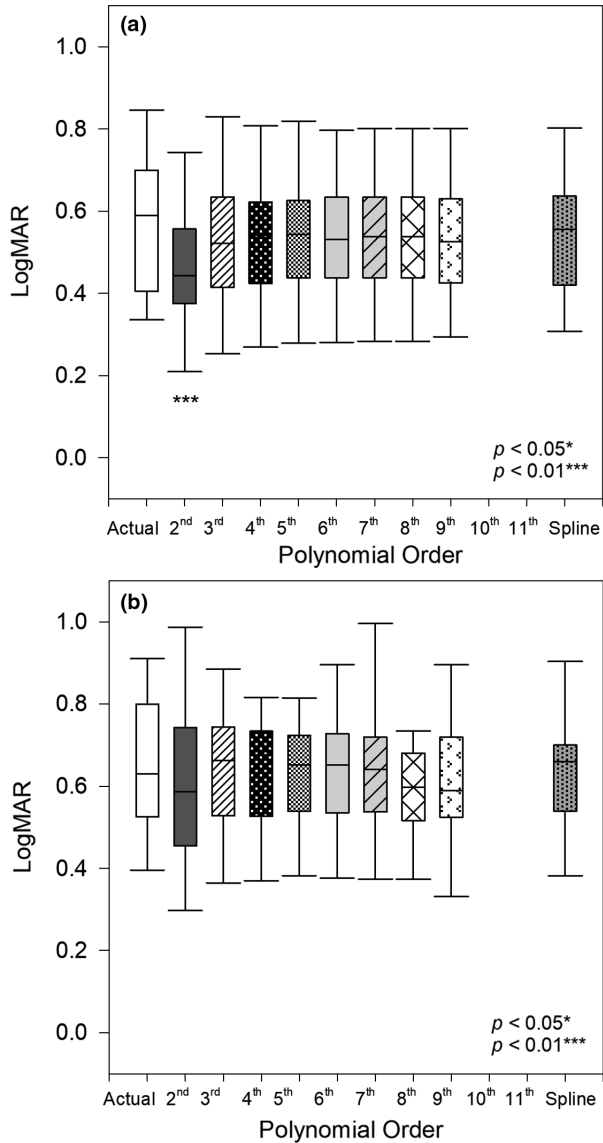 (a)
1.0
0.8
0.6
0.4
0.2
0.0
LogMAR
***
p < 0.05*
p < 0.01***
Actual 2nd 3rd 4th 5th 6th 7th 8th 9th 10th 11th Spline
Polynomial Order
(b)
1.0
0.8
0.6
0.4
0.2
0.0
LogMAR
p < 0.05*
p < 0.01***
Actual 2nd 3rd 4th 5th 6th 7th 8th 9th 10th 11th Spline
Polynomial Order